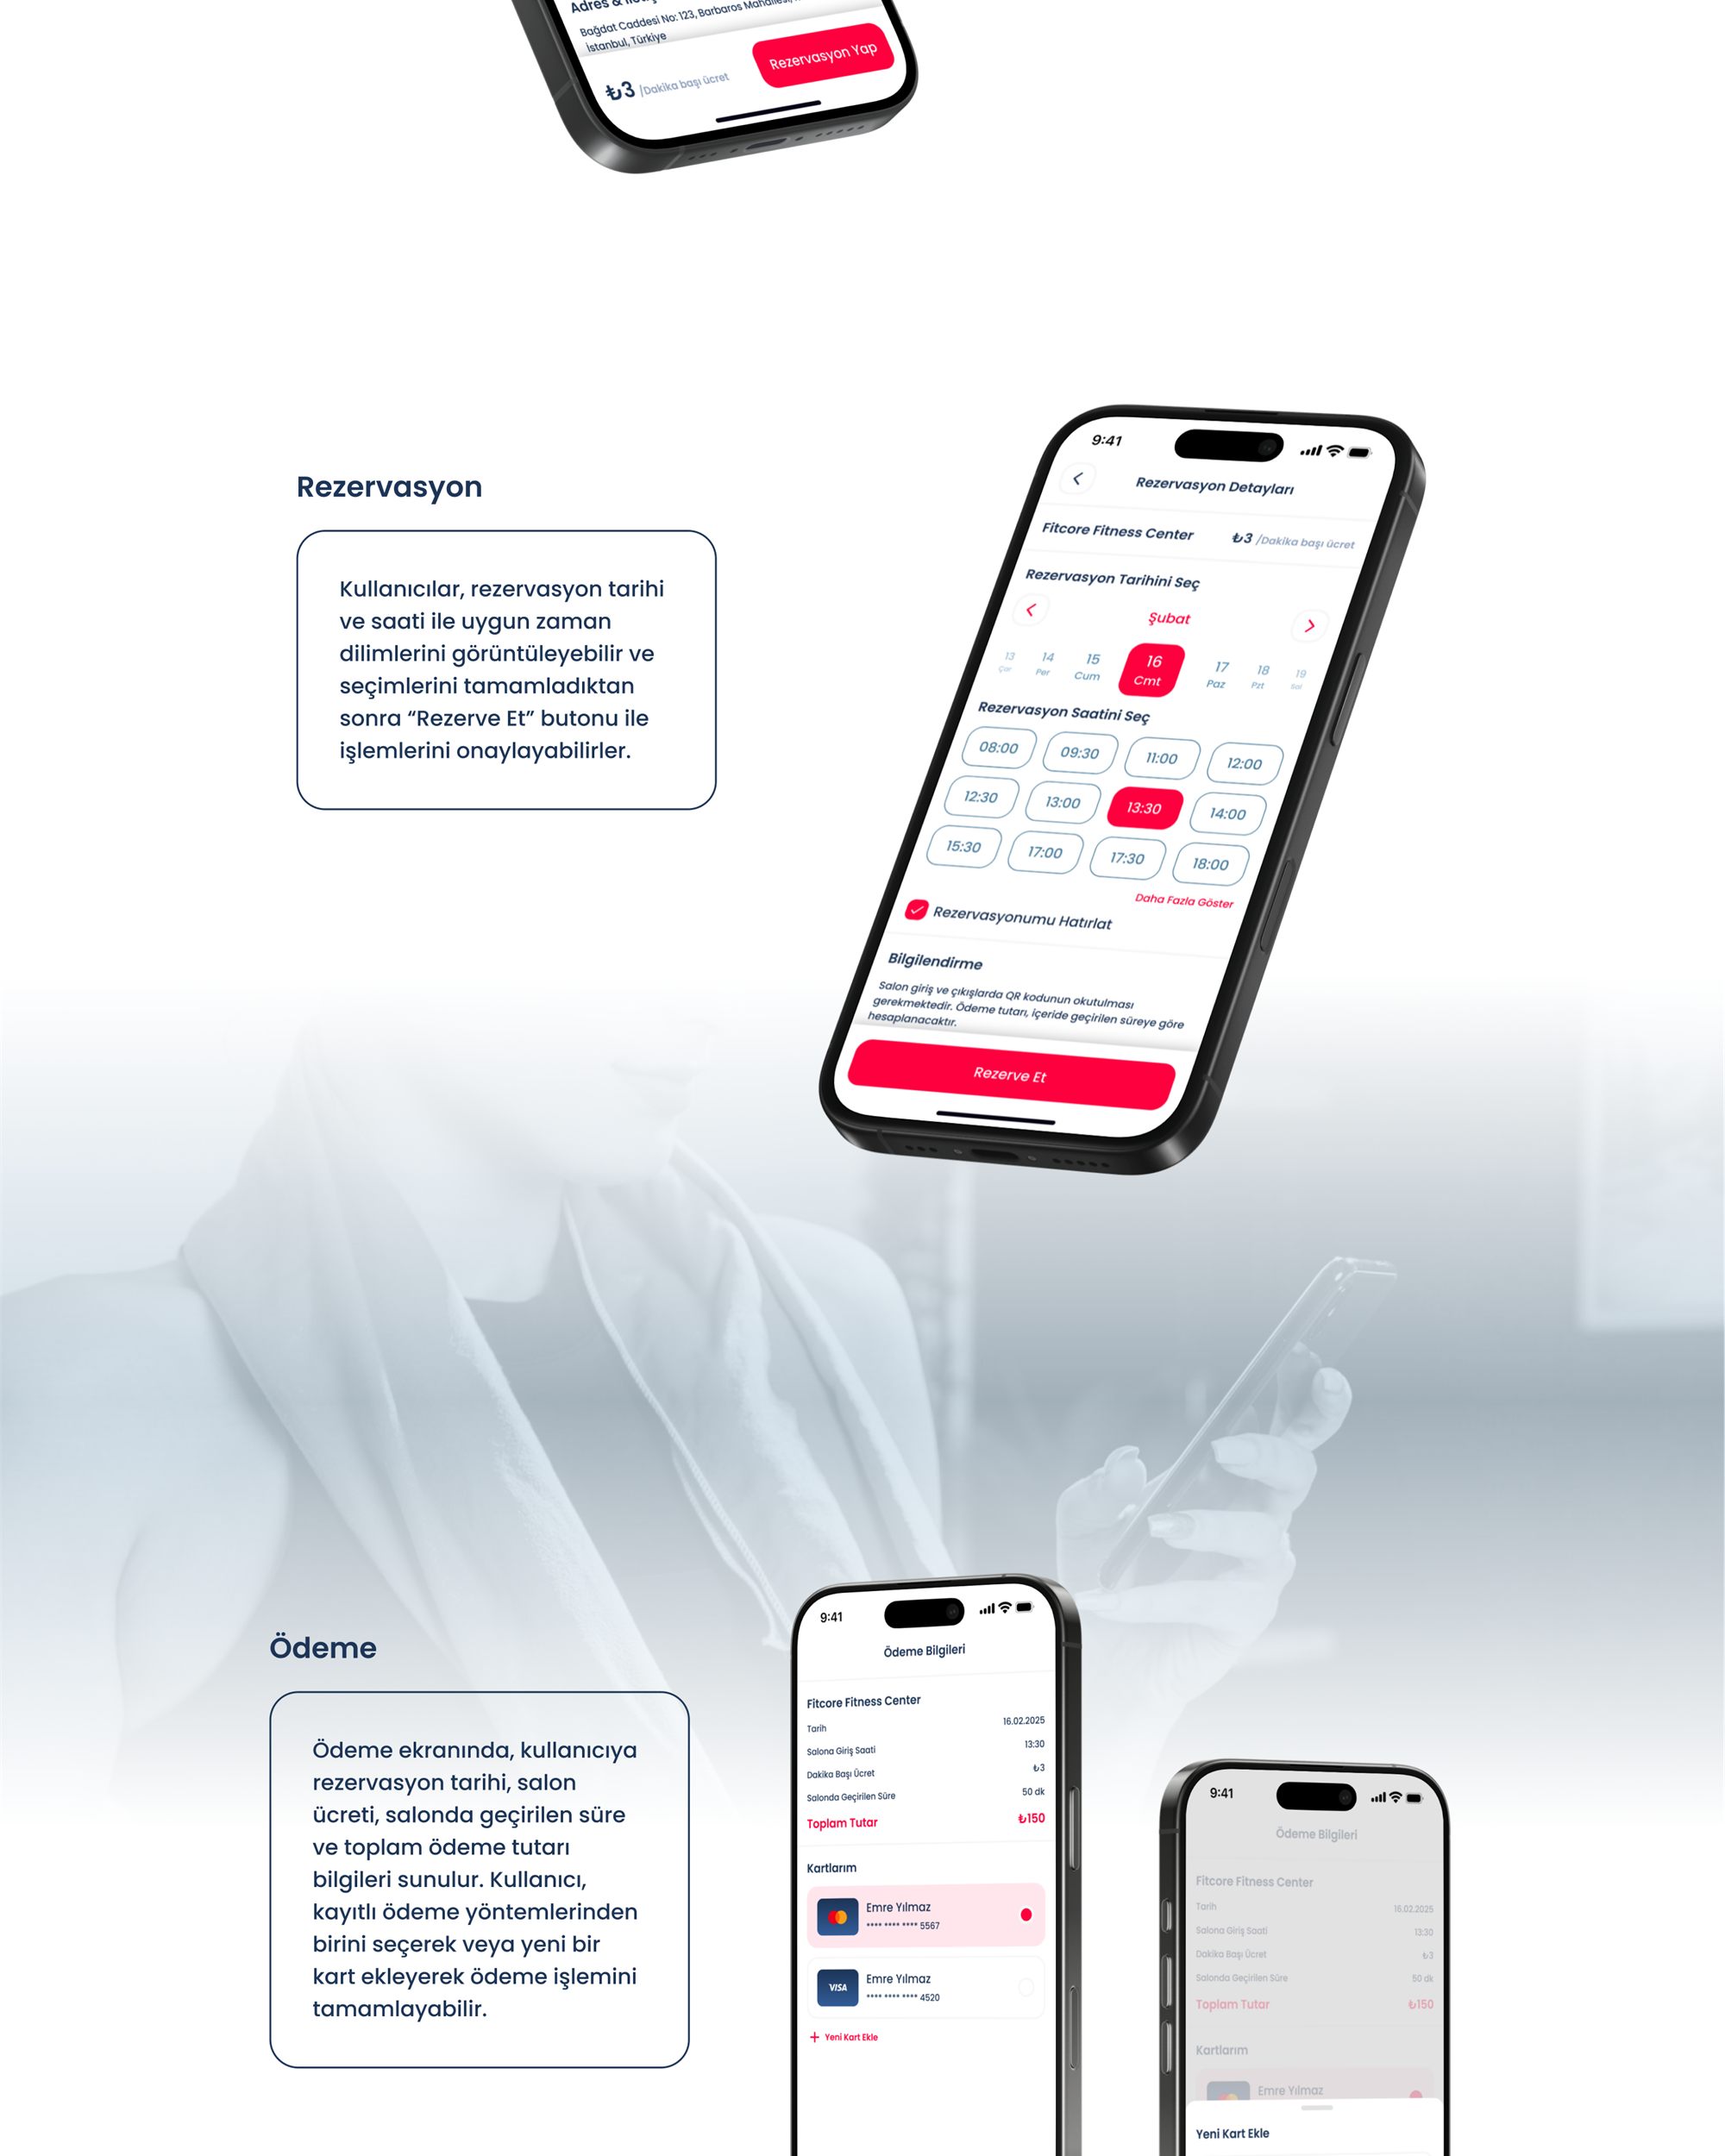 Adres &
Bağdat Caddesi No: 123, Barbaros Mahallesi,
İstanbul, Türkiye
₺3 /Dakika başı ücret
Rezervasyon Yap
Rezervasyon
Kullanıcılar, rezervasyon tarihi
ve saati ile uygun zaman
dilimlerini görüntüleyebilir ve
seçimlerini tamamladıktan
sonra “Rezerve Et” butonu ile
işlemlerini onaylayabilirler.
9:41
Rezervasyon Detayları
Fitcore Fitness Center
₺3 /Dakika başı ücret
Rezervasyon Tarihini Seç
Şubat
13 14 15 16 17 18 19
Çar Per Cum Cmt Paz Pzt Sal
Rezervasyon Saatini Seç
08:00 09:30 11:00 12:00
12:30 13:00 13:30 14:00
15:30 17:00 17:30 18:00
Daha Fazla Göster
Rezervasyonumu Hatırlat
Bilgilendirme
Salon giriş ve çıkışlarda QR kodunun okutulması
gerekmektedir. Ödeme tutarı, içeride geçirilen süreye göre
hesaplanacaktır.
Rezerve Et
Ödeme
Ödeme ekranında, kullanıcıya
rezervasyon tarihi, salon
ücreti, salonda geçirilen süre
ve toplam ödeme tutarı
bilgileri sunulur. Kullanıcı,
kayıtlı ödeme yöntemlerinden
birini seçerek veya yeni bir
kart ekleyerek ödeme işlemini
tamamlayabilir.
9:41
Ödeme Bilgileri
Fitcore Fitness Center
Tarih 16.02.2025
Salona Giriş Saati 13:30
Dakika Başı Ücret ₺3
Salonda Geçirilen Süre 50 dk
Toplam Tutar ₺150
Kartlarım
Emre Yılmaz
**** **** **** 5567
VISA
Emre Yılmaz
**** **** **** 4520
+ Yeni Kart Ekle
9:41
Ödeme Bilgileri
Fitcore Fitness Center
Tarih 16.02.2025
Salona Giriş Saati 13:30
Dakika Başı Ücret ₺3
Salonda Geçirilen Süre 50 dk
Toplam Tutar ₺150
Kartlarım
Emre Yılmaz
Yeni Kart Ekle